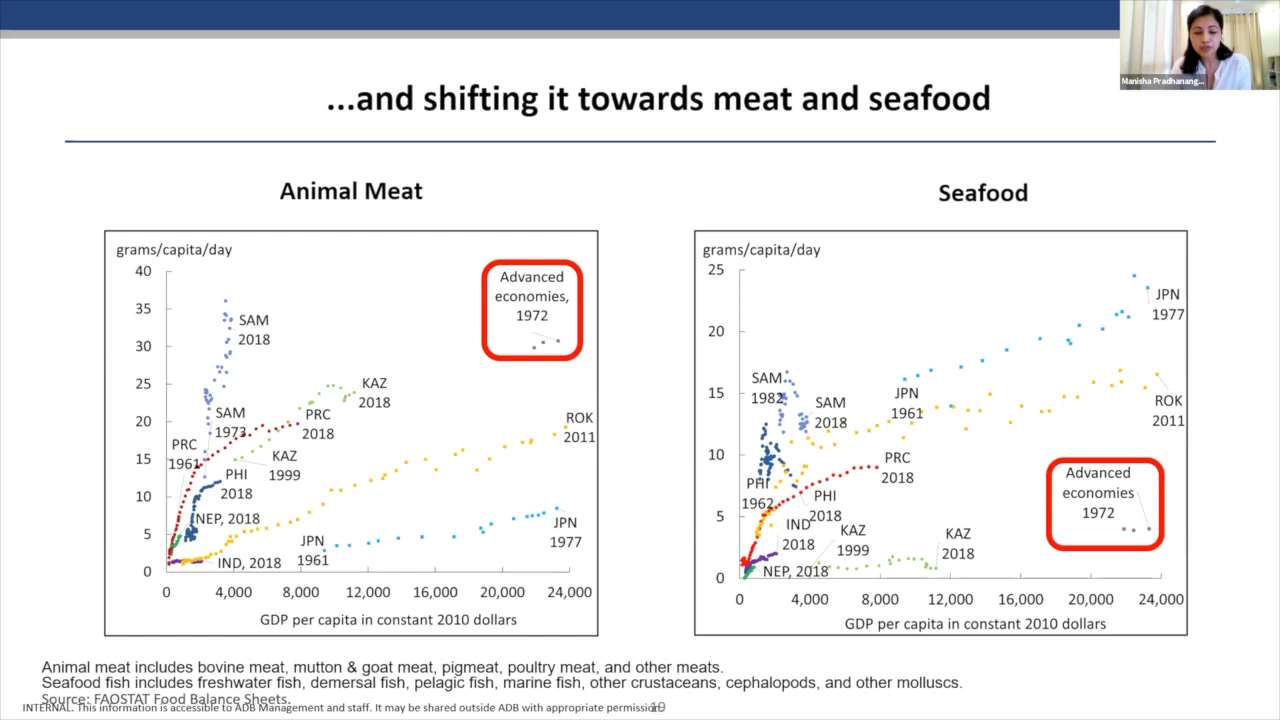 Manisha Pradhanang...
...and shifting it towards meat and seafood
Animal Meat
grams/capita/day
40
35
30
25
20
15
10
5
0
0
4,000
8,000
12,000
16,000
20,000
24,000
GDP per capita in constant 2010 dollars
Advanced
economies,
1972
SAM
2018
SAM
1973
KAZ
2018
PRC
2018
PRC
1961
KAZ
1999
PHI
2018
NEP, 2018
IND, 2018
ROK
2011
JPN
1961
JPN
1977
Seafood
grams/capita/day
25
20
15
10
5
0
0
4,000
8,000
12,000
16,000
20,000
24,000
GDP per capita in constant 2010 dollars
JPN
1977
SAM
1982
SAM
2018
JPN
1961
ROK
2011
PRC
2018
PHI
1962
PHI
2018
IND
2018
KAZ
1999
KAZ
2018
NEP, 2018
Advanced
economies
1972
Animal meat includes bovine meat, mutton & goat meat, pigmeat, poultry meat, and other meats.
Seafood fish includes freshwater fish, demersal fish, pelagic fish, marine fish, other crustaceans, cephalopods, and other molluscs.
Source: FAOSTAT Food Balance Sheets.
INTERNAL. This information is accessible to ADB Management and staff. It may be shared outside ADB with appropriate permission.